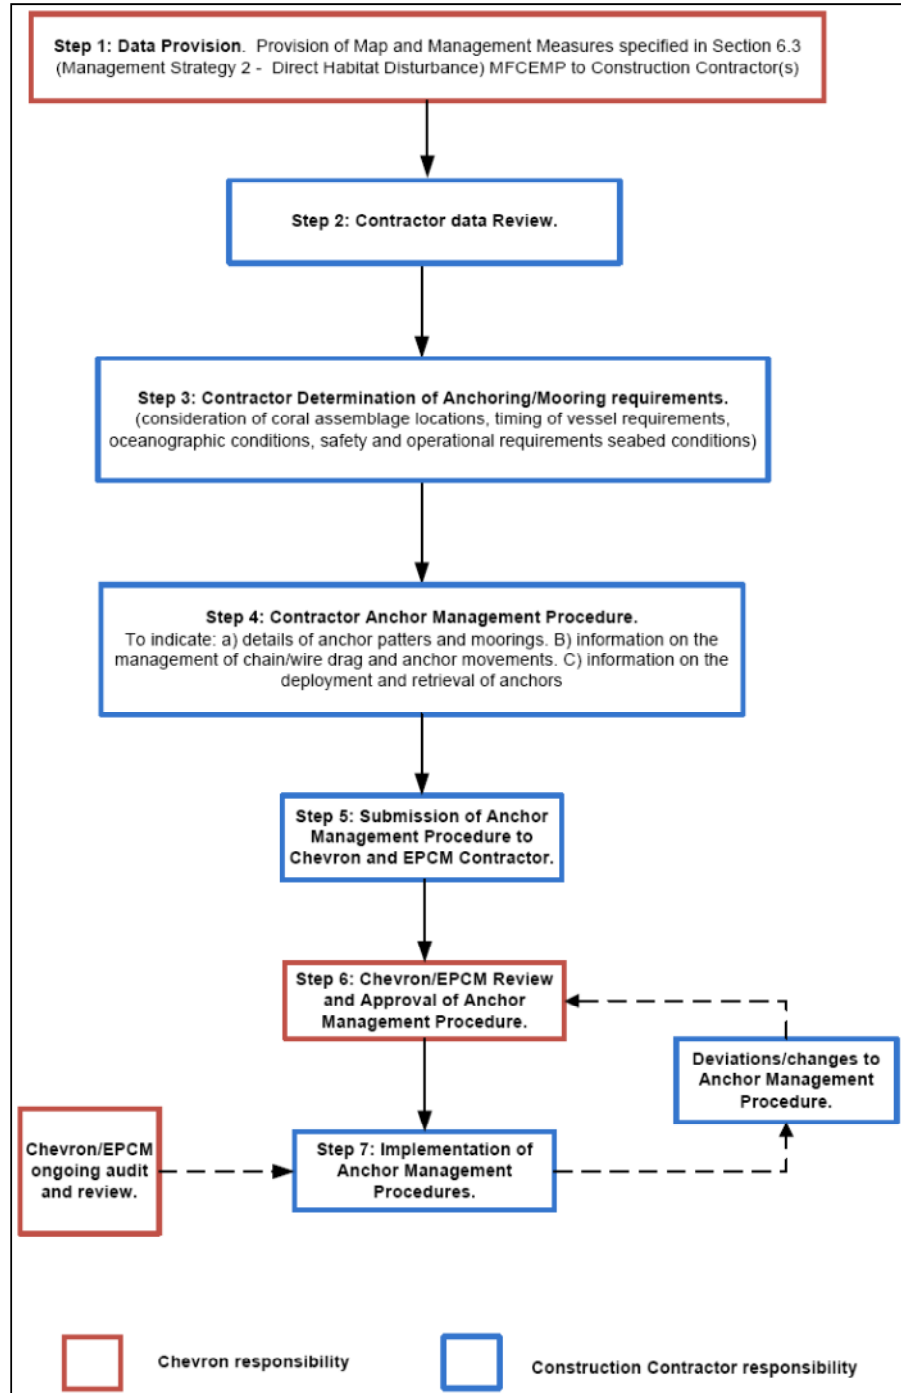 Step 1: Data Provision. Provision of Map and Management Measures specified in Section 6.3
(Management Strategy 2 - Direct Habitat Disturbance) MFCEMP to Construction Contractor(s)
Step 2: Contractor data Review.
Step 3: Contractor Determination of Anchoring/Mooring requirements.
(consideration of coral assemblage locations, timing of vessel requirements,
oceanographic conditions, safety and operational requirements seabed conditions)
Step 4: Contractor Anchor Management Procedure.
To indicate: a) details of anchor patters and moorings. B) information on the
management of chain/wire drag and anchor movements. C) information on the
deployment and retrieval of anchors
Step 5: Submission of Anchor
Management Procedure to
Chevron and EPCM Contractor.
Step 6: Chevron/EPCM Review
and Approval of Anchor
Management Procedure.
Deviations/changes to
Anchor Management
Procedure.
Chevron/EPCM
ongoing audit
and review.
Step 7: Implementation of
Anchor Management
Procedures.
Chevron responsibility
Construction Contractor responsibility